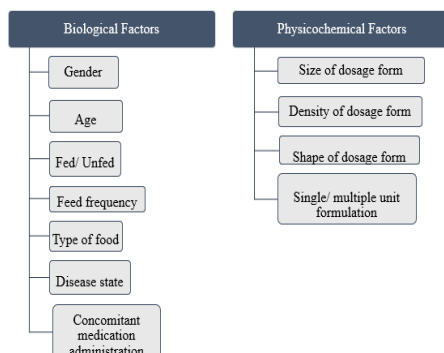 Biological Factors
Gender
Age
Fed/ Unfed
Feed frequency
Type of food
Disease state
Concomitant
medication
administration
Physicochemical Factors
Size of dosage form
Density of dosage form
Shape of dosage form
Single/ multiple unit
formulation